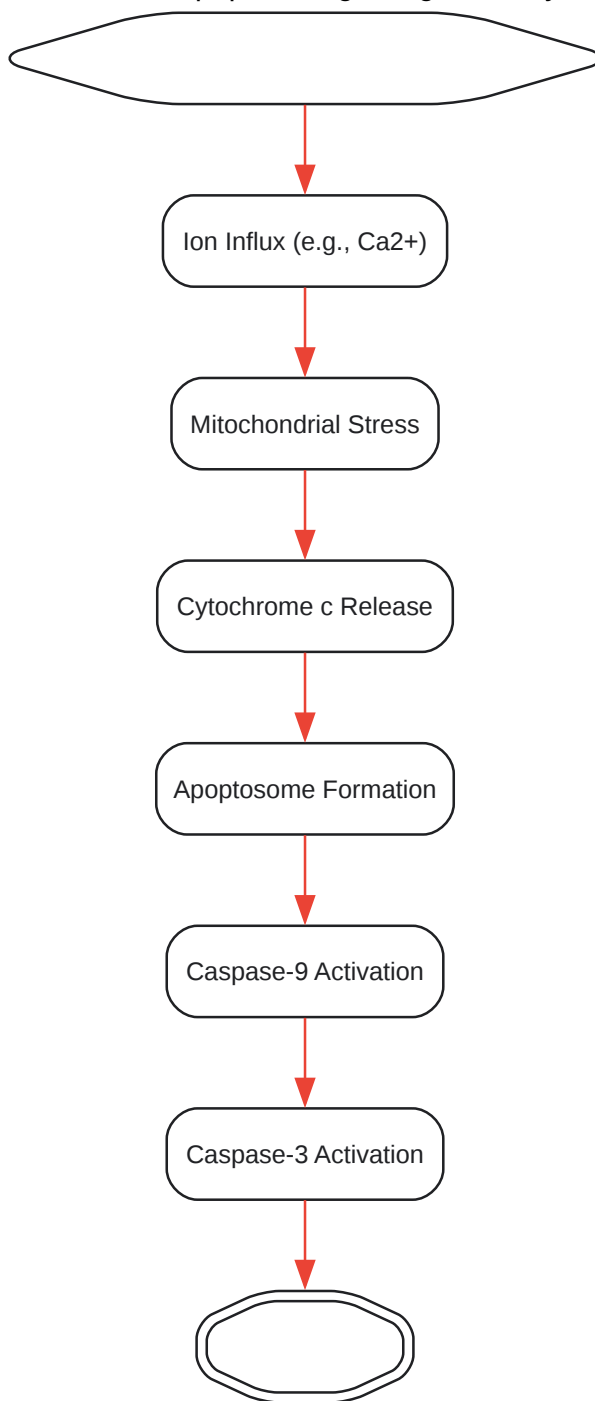 Ion Influx (e.g., Ca2+)
Mitochondrial Stress
Cytochrome c Release
Apoptosome Formation
Caspase-9 Activation
Caspase-3 Activation